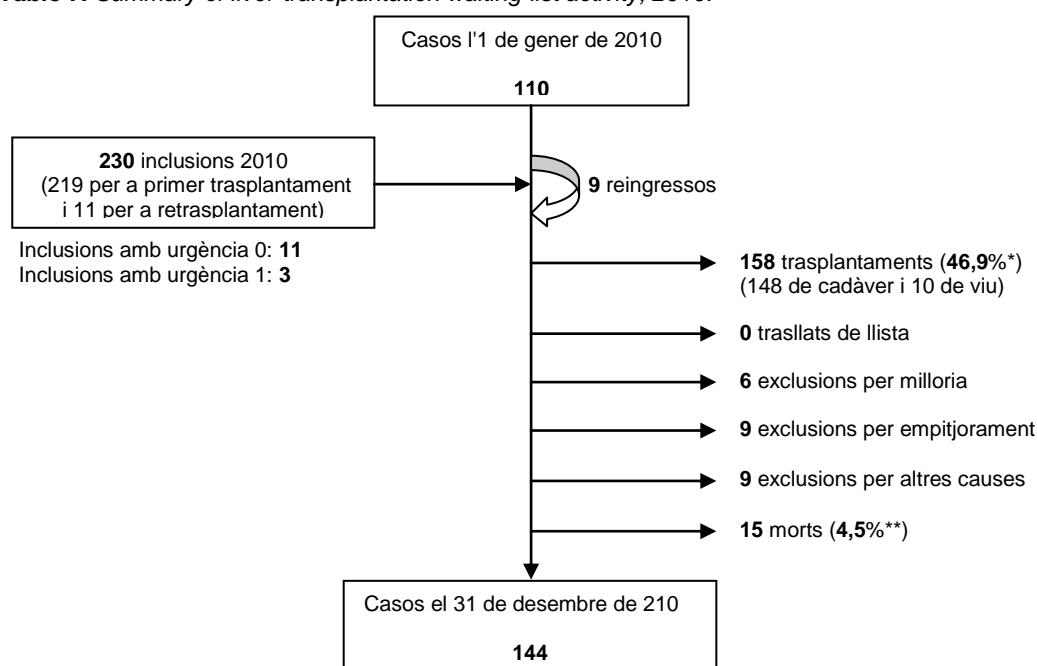 Table 7. Summary of liver transplantation waiting list activity, 2010.
Casos l'1 de gener de 2010
110
230 inclusions 2010
(219 per a primer trasplantament
i 11 per a retrasplantament)
9 reingressos
Inclusions amb urgència 0: 11
Inclusions amb urgència 1: 3
158 trasplantaments (46,9%*)
(148 de cadàver i 10 de viu)
0 trasllats de llista
6 exclusions per milloria
9 exclusions per empitjorament
9 exclusions per altres causes
15 morts (4,5%**)
Casos el 31 de desembre de 210
144